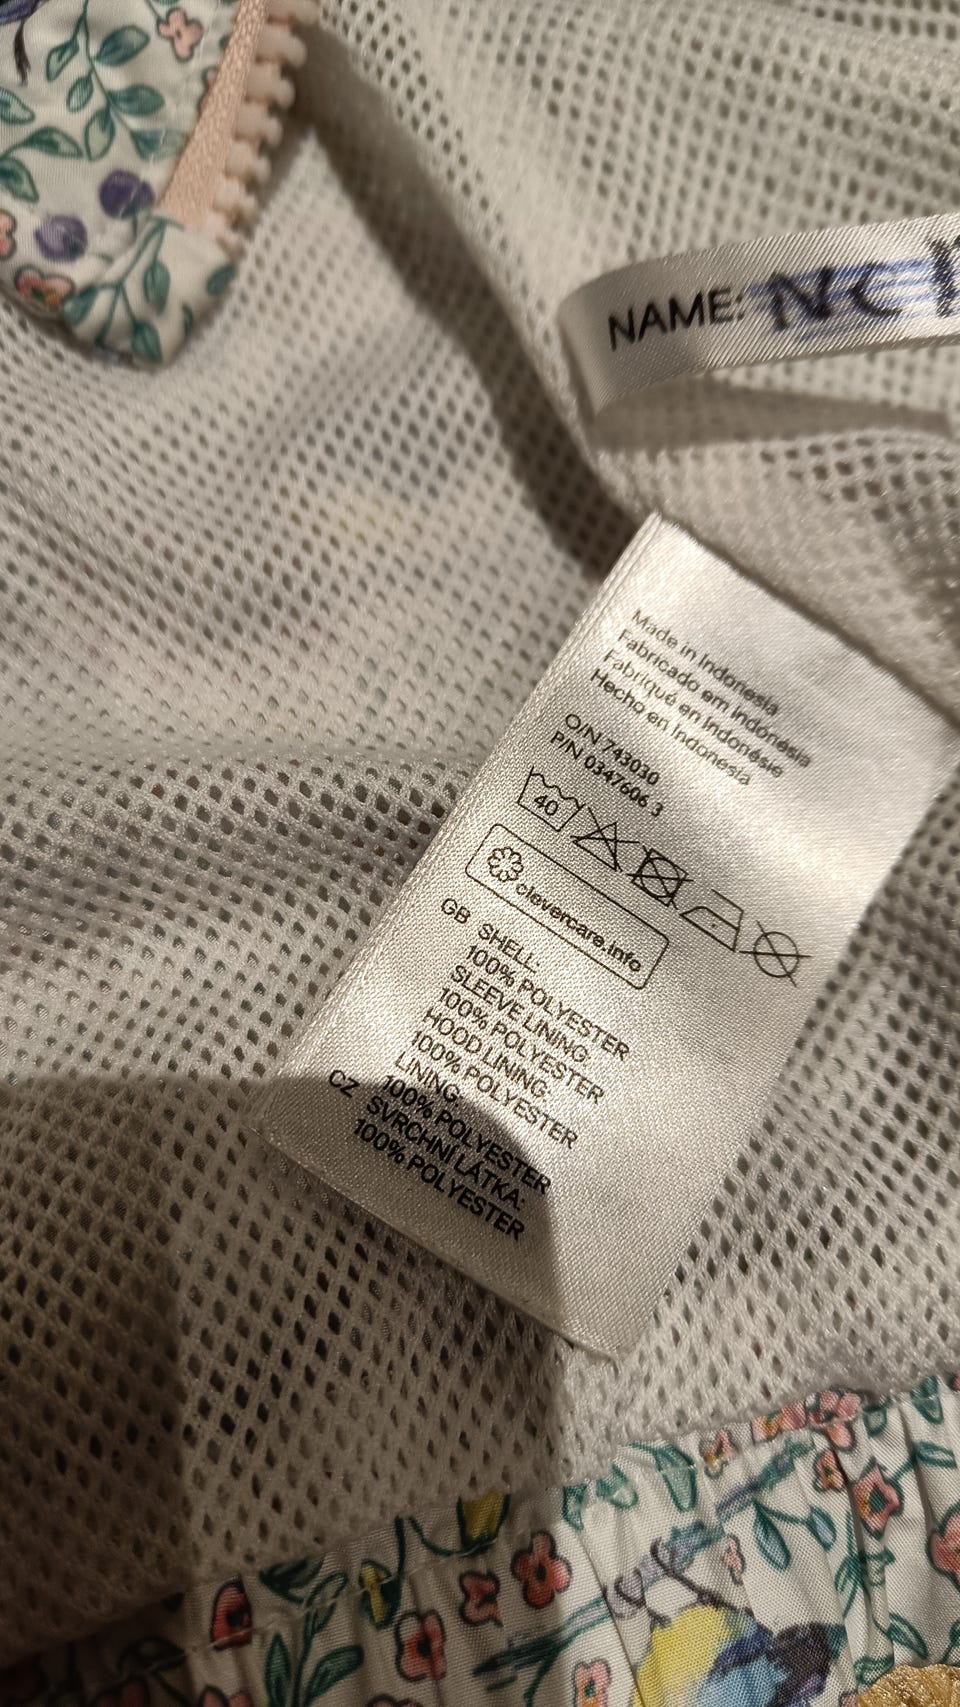 NAME:
Made in Indonesia
Fabricado em Indonésia
Fabriqué en Indonésie
Hecho en Indonesia
O/N 743030
P/N 0347606 3
40
clevercare.info
GB SHELL:
100% POLYESTER
SLEEVE LINING:
100% POLYESTER
HOOD LINING:
100% POLYESTER
LINING:
100% POLYESTER
CZ SVRCHNÍ LÁTKA:
100% POLYESTER